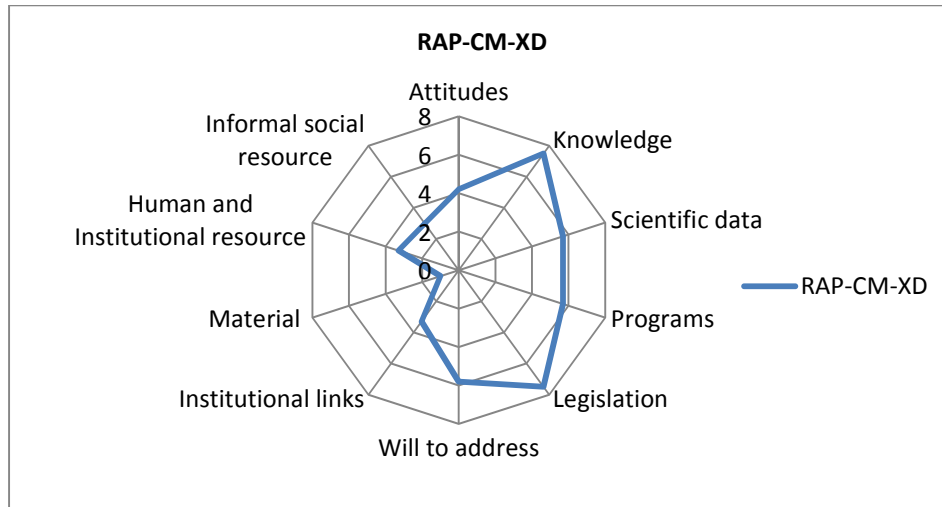 RAP-CM-XD
Attitudes
Knowledge
Scientific data
Programs
Legislation
Will to address
Institutional links
Material
Human and
Institutional resource
Informal social
resource
8
6
4
2
0
RAP-CM-XD